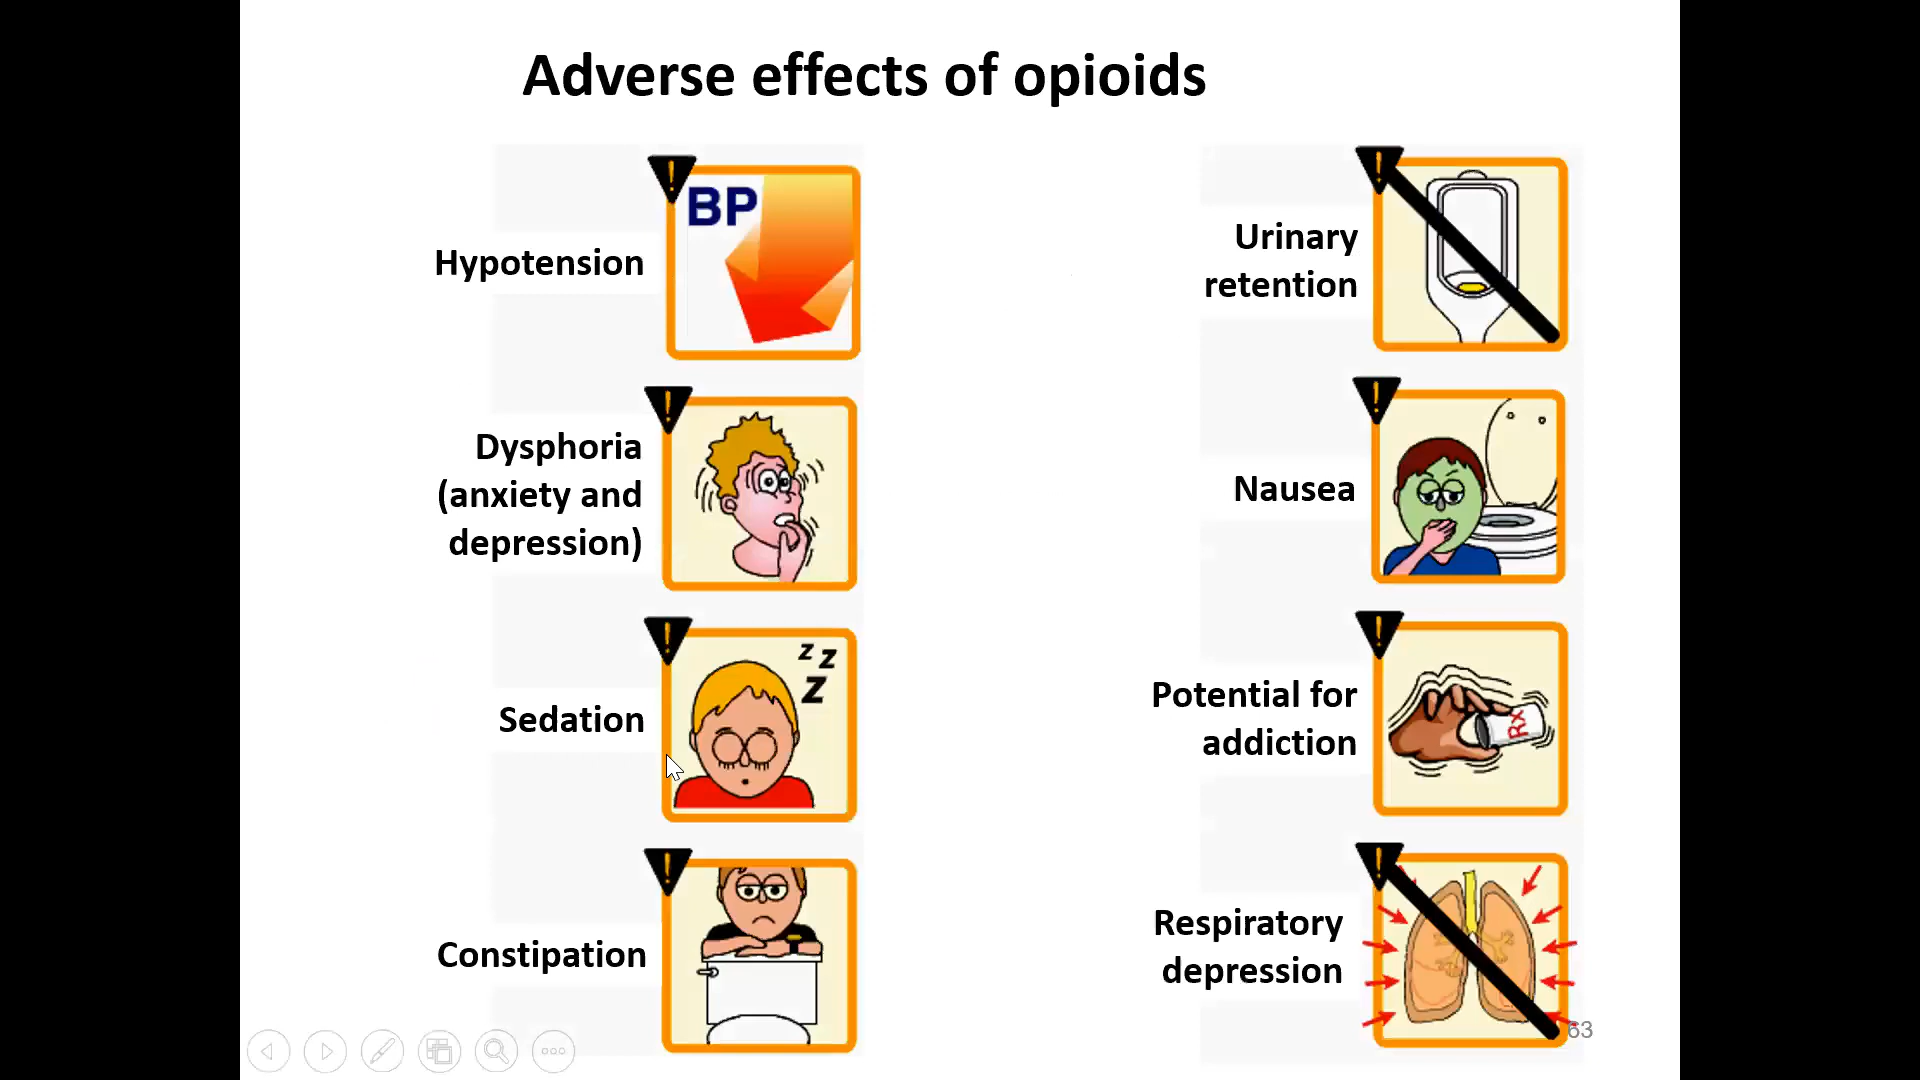 Adverse effects of opioids
Hypotension
BP
Dysphoria
(anxiety and
depression)
Sedation
z z
z
Constipation
Urinary
retention
Nausea
Potential for
addiction
Rx
Respiratory
depression
63